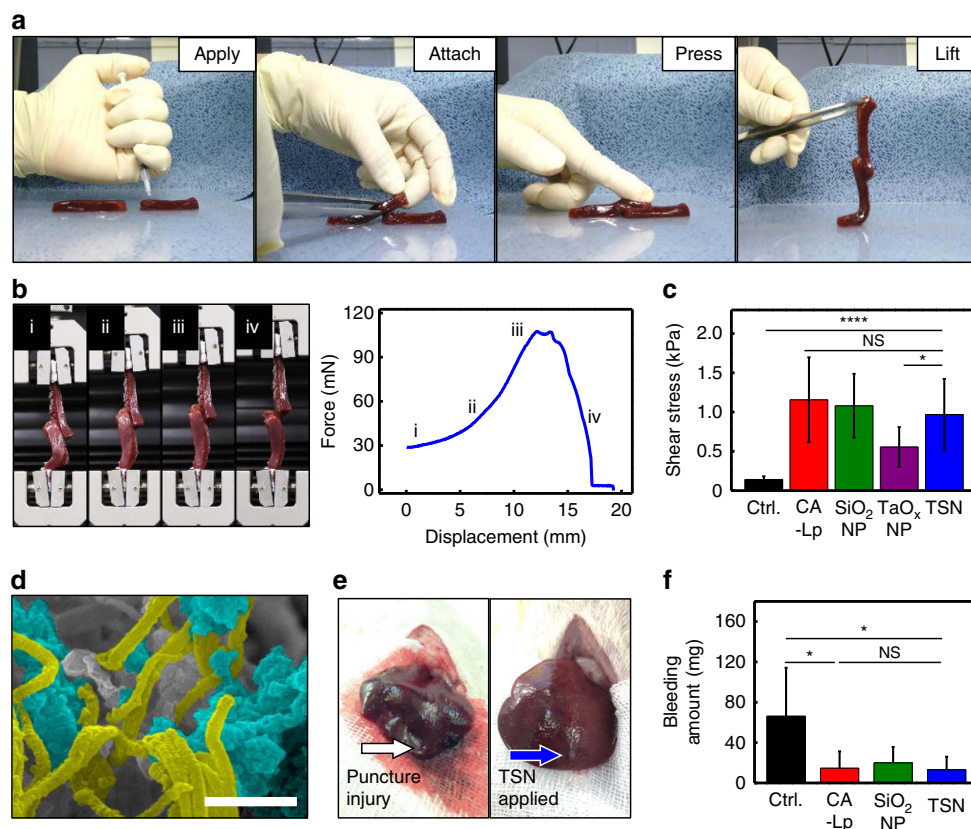 a
Apply
Attach
Press
Lift
b
i
ii
iii
iv
120
90
60
30
0
Force (mN)
i
ii
iii
iv
0
5
10
15
20
Displacement (mm)
c
Shear stress (kPa)
2.0
1.5
1.0
0.5
0
****
NS
*
Ctrl.
CA
-Lp
SiO₂
NP
TaOₓ
NP
TSN
d
e
Puncture
injury
TSN
applied
f
Bleeding
amount (mg)
160
120
80
40
0
*
*
NS
Ctrl.
CA
-Lp
SiO₂
NP
TSN